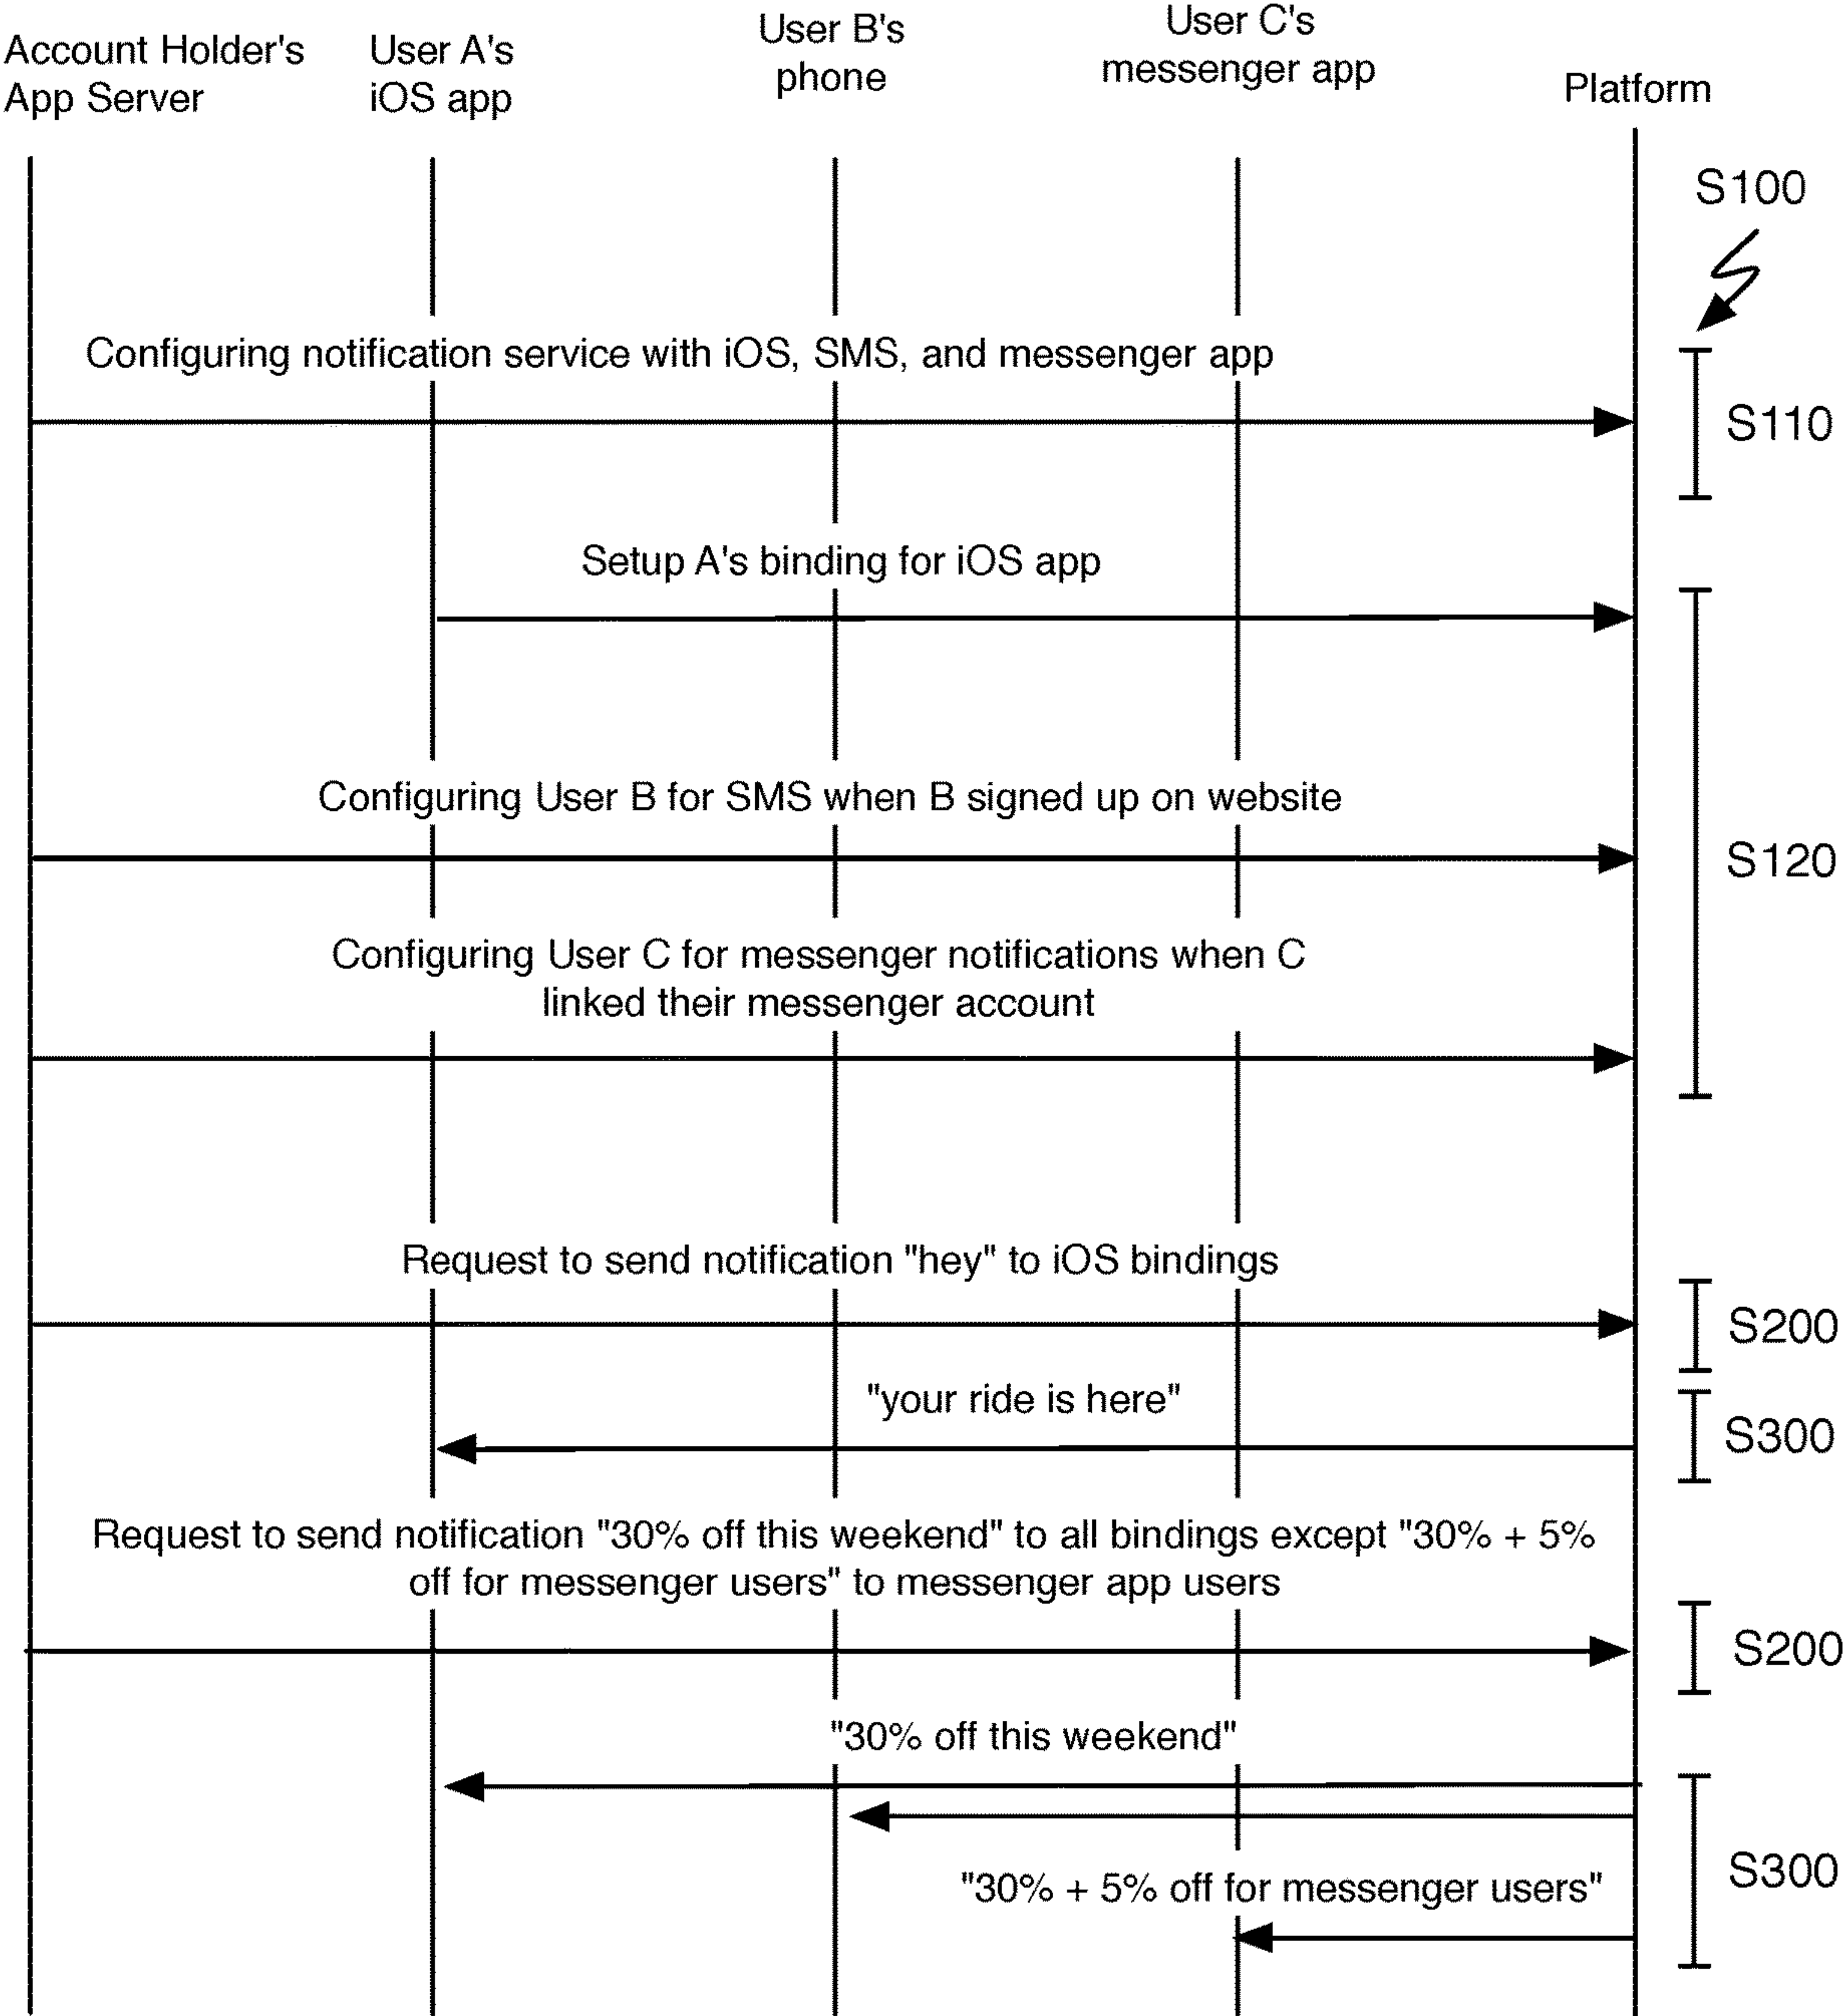 Account Holder's
App Server
User A's
iOS app
User B's
phone
User C's
messenger app
Platform
S100
Configuring notification service with iOS, SMS, and messenger app
S110
Setup A's binding for iOS app
Configuring User B for SMS when B signed up on website
S120
Configuring User C for messenger notifications when C
linked their messenger account
Request to send notification "hey" to iOS bindings
S200
"your ride is here"
S300
Request to send notification "30% off this weekend" to all bindings except "30% + 5%
off for messenger users" to messenger app users
S200
"30% off this weekend"
S300
"30% + 5% off for messenger users"